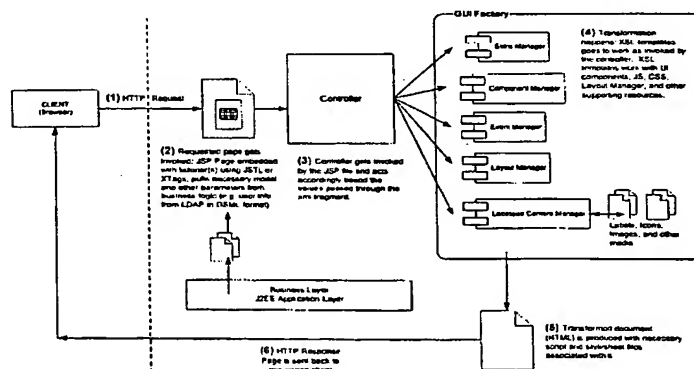 GUI Factory
CLIENT
(browser)
(1) HTTP Request
Controller
(2) Requested page gets
invoked: JSP Page embedded
with using JSTL or
XTags, pulls necessary model
and other parameters from
business logic (e.g. user info
from LDAP in DSML format)
(3) Controller gets invoked
by the JSP file and acts
accordingly based the
values passed through the
xml fragment.
Manager
Component Manager
Event Manager
Layout Manager
Content Manager
(4) Transformation
happens: XSL templates
goes to work as invoked by
the controller. XSL
templates work with UI
components, JS, CSS,
Layout Manager, and other
supporting resources.
Labels, Icons,
Images, and other
media
Business Layer
J2EE Application Layer
(5) Transformed document
(HTML) is produced with necessary
script and stylesheet files
associated with it
(6) HTTP Response
Page is sent back to